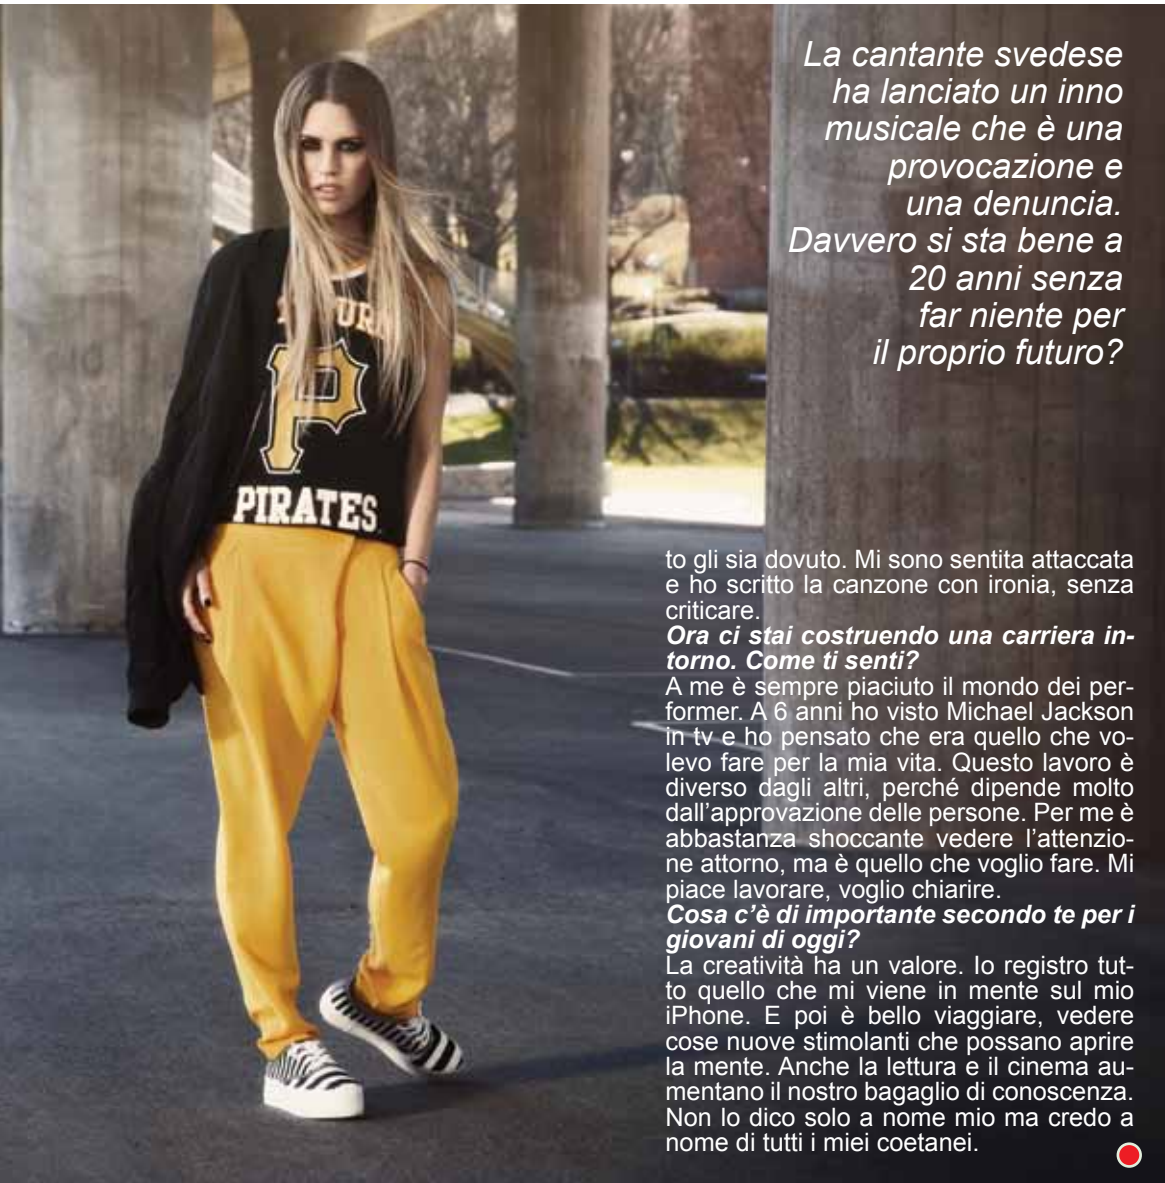 La cantante svedese
ha lanciato un inno
musicale che è una
provocazione e
una denuncia.
Davvero si sta bene a
20 anni senza
far niente per
il proprio futuro?
P
PIRATES
to gli sia dovuto. Mi sono sentita attaccata
e ho scritto la canzone con ironia, senza
criticare.
Ora ci stai costruendo una carriera in-
torno. Come ti senti?
A me è sempre piaciuto il mondo dei per-
former. A 6 anni ho visto Michael Jackson
in tv e ho pensato che era quello che vo-
levo fare per la mia vita. Questo lavoro è
diverso dagli altri, perché dipende molto
dall'approvazione delle persone. Per me è
abbastanza shoccante vedere l'attenzio-
ne attorno, ma è quello che voglio fare. Mi
piace lavorare, voglio chiarire.
Cosa c'è di importante secondo te per i
giovani di oggi?
La creatività ha un valore. Io registro tut-
to quello che mi viene in mente sul mio
iPhone. E poi è bello viaggiare, vedere
cose nuove stimolanti che possano aprire
la mente. Anche la lettura e il cinema au-
mentano il nostro bagaglio di conoscenza.
Non lo dico solo a nome mio ma credo a
nome di tutti i miei coetanei.